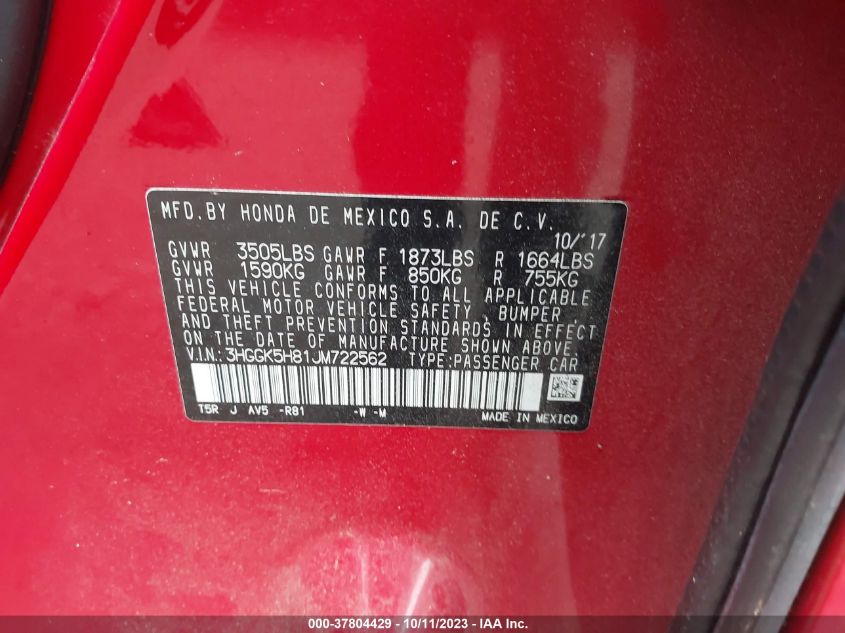 MFD.BY HONDA DE MEXICO S.A. DE C.V.
10/'17
GVWR 3505LBS GAWR F 1873LBS R 1664LBS
GVWR 1590KG GAWR F 850KG R 755KG
THIS VEHICLE CONFORMS TO ALL APPLICABLE
FEDERAL MOTOR VEHICLE SAFETY, BUMPER
AND THEFT PREVENTION STANDARDS IN EFFECT
ON THE DATE OF MANUFACTURE SHOWN ABOVE.
V.I.N.: 3HGGK5H81JM722562 TYPE:PASSENGER CAR
T5R J AV5 -R81 -W -M MADE IN MEXICO
000-37804429 - 10/11/2023 - IAA Inc.